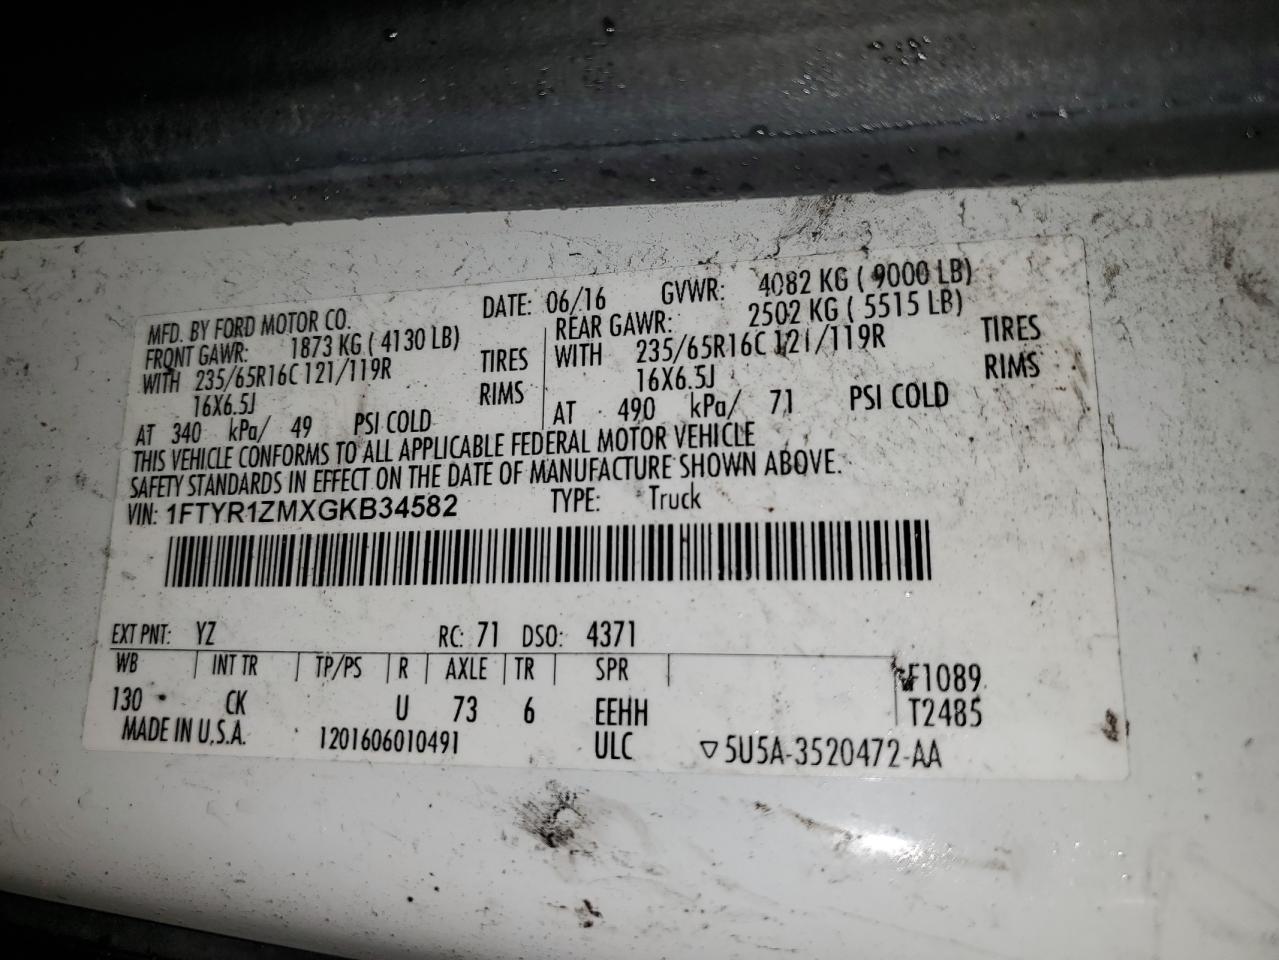 MFD. BY FORD MOTOR CO. DATE: 06/16 GVWR: 4082 KG ( 9000 LB)
FRONT GAWR: 1873 KG ( 4130 LB) REAR GAWR: 2502 KG ( 5515 LB)
WITH 235/65R16C 121/119R TIRES WITH 235/65R16C 121/119R TIRES
16X6.5J RIMS 16X6.5J RIMS
AT 340 kPa/ 49 PSI COLD AT 490 kPa/ 71 PSI COLD
THIS VEHICLE CONFORMS TO ALL APPLICABLE FEDERAL MOTOR VEHICLE
SAFETY STANDARDS IN EFFECT ON THE DATE OF MANUFACTURE SHOWN ABOVE.
VIN: 1FTYR1ZMXGKB34582 TYPE: Truck
EXT PNT: YZ RC: 71 DSO: 4371
WB INT TR TP/PS R AXLE TR SPR F1089
130 CK U 73 6 EEHH T2485
MADE IN U.S.A. 1201606010491 ULC ▽5U5A-3520472-AA